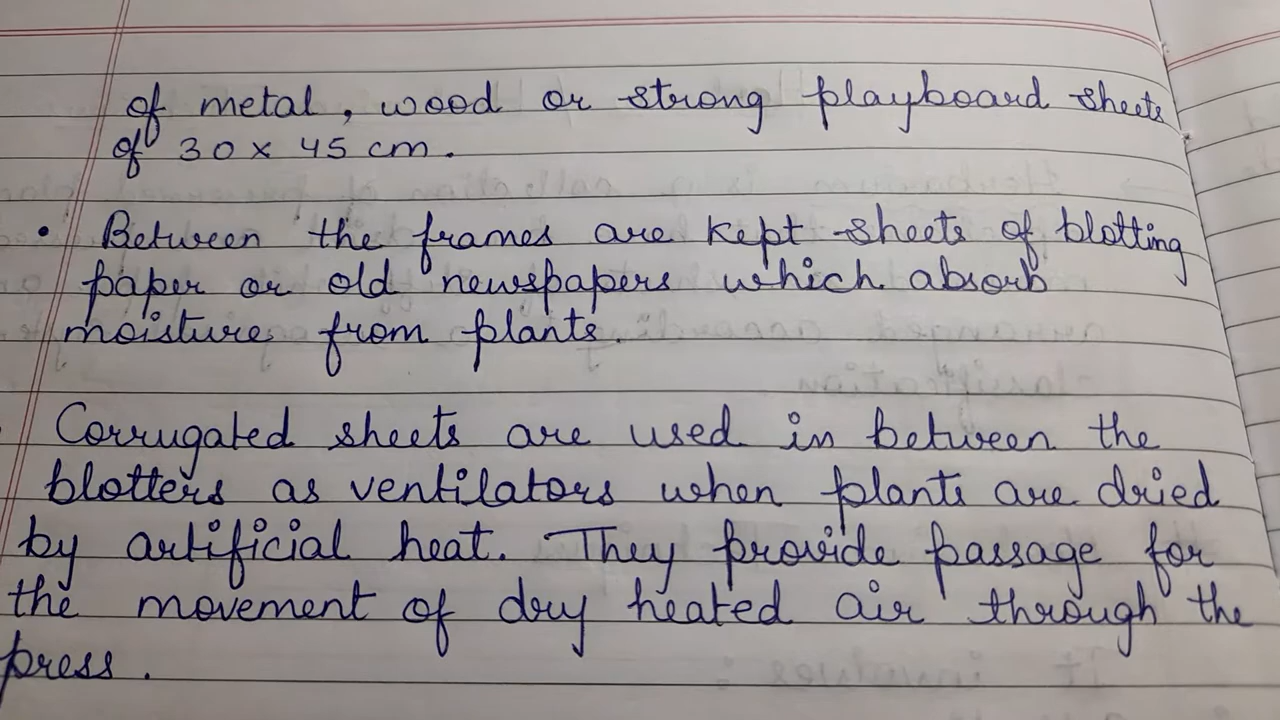 of metal, wood or strong playboard sheets
of 30 x 45 cm.
• Between the frames are kept sheets of blotting
paper or old newspapers which absorb
moisture from plants.
Corrugated sheets are used in between the
blotters as ventilators when plants are dried
by artificial heat. They provide passage for
the movement of dry heated air through the
press.